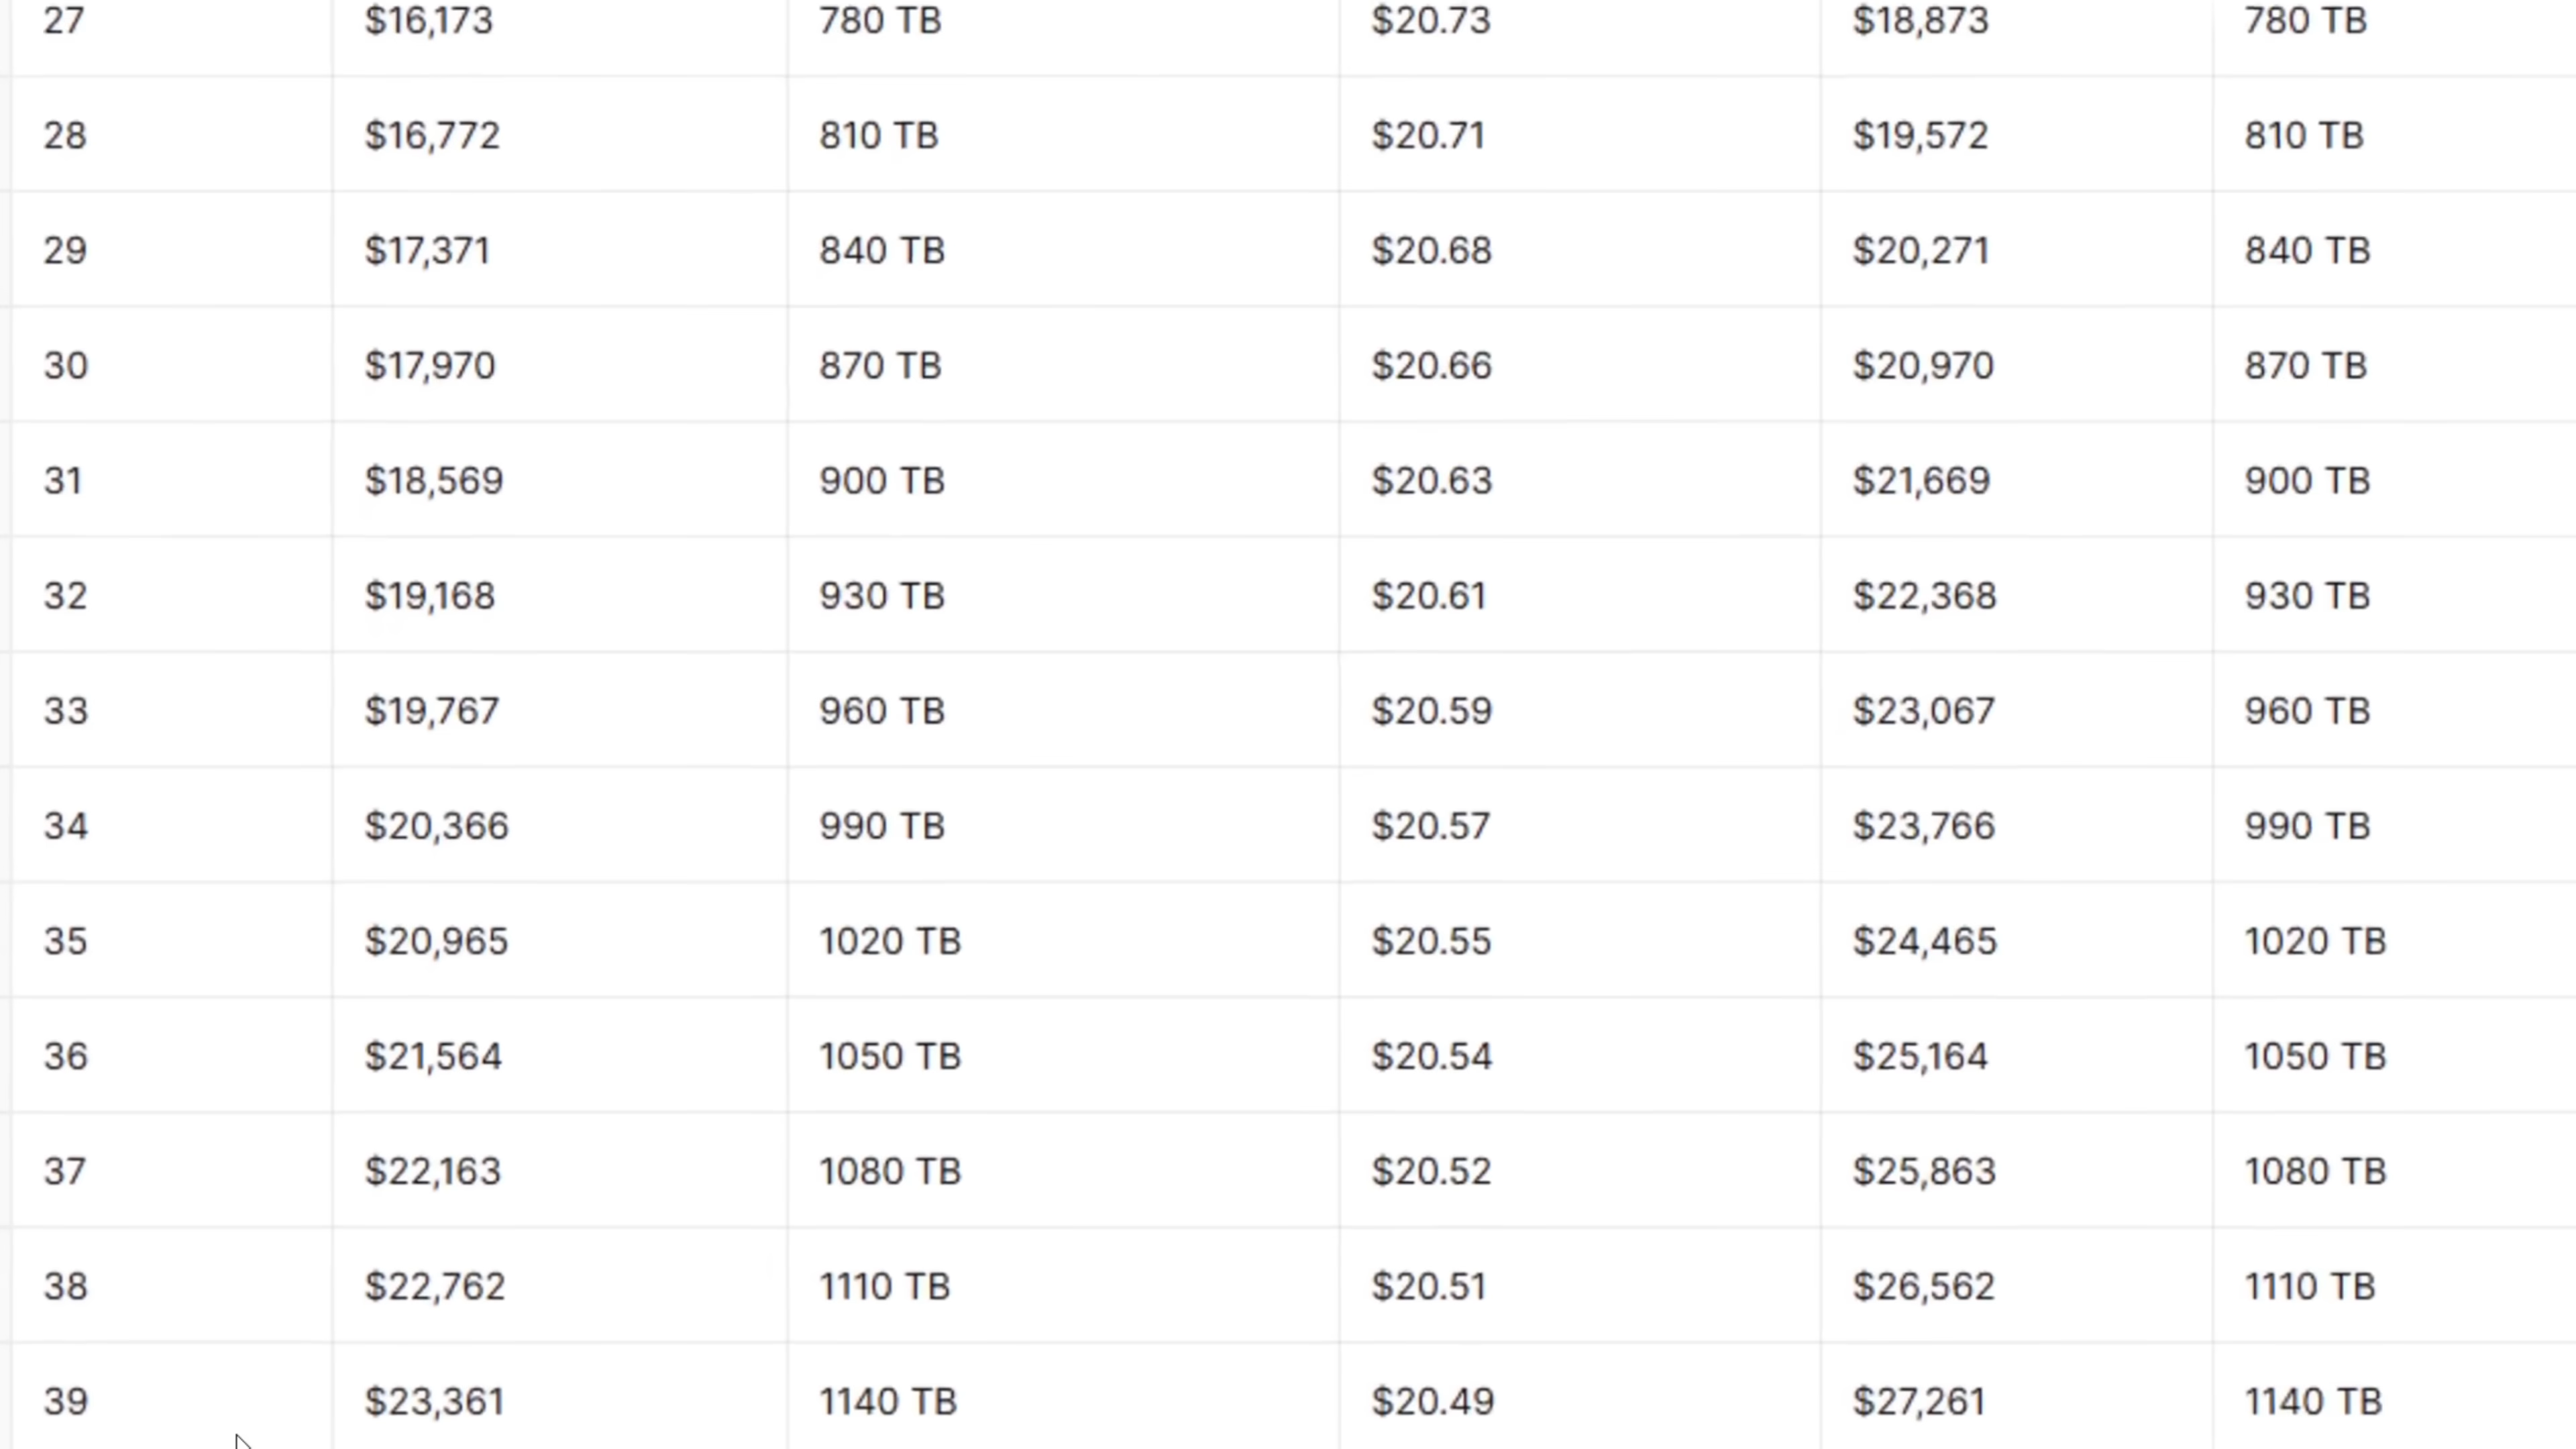 27 $16,173 780 TB $20.73 $18,873 780 TB
28 $16,772 810 TB $20.71 $19,572 810 TB
29 $17,371 840 TB $20.68 $20,271 840 TB
30 $17,970 870 TB $20.66 $20,970 870 TB
31 $18,569 900 TB $20.63 $21,669 900 TB
32 $19,168 930 TB $20.61 $22,368 930 TB
33 $19,767 960 TB $20.59 $23,067 960 TB
34 $20,366 990 TB $20.57 $23,766 990 TB
35 $20,965 1020 TB $20.55 $24,465 1020 TB
36 $21,564 1050 TB $20.54 $25,164 1050 TB
37 $22,163 1080 TB $20.52 $25,863 1080 TB
38 $22,762 1110 TB $20.51 $26,562 1110 TB
39 $23,361 1140 TB $20.49 $27,261 1140 TB